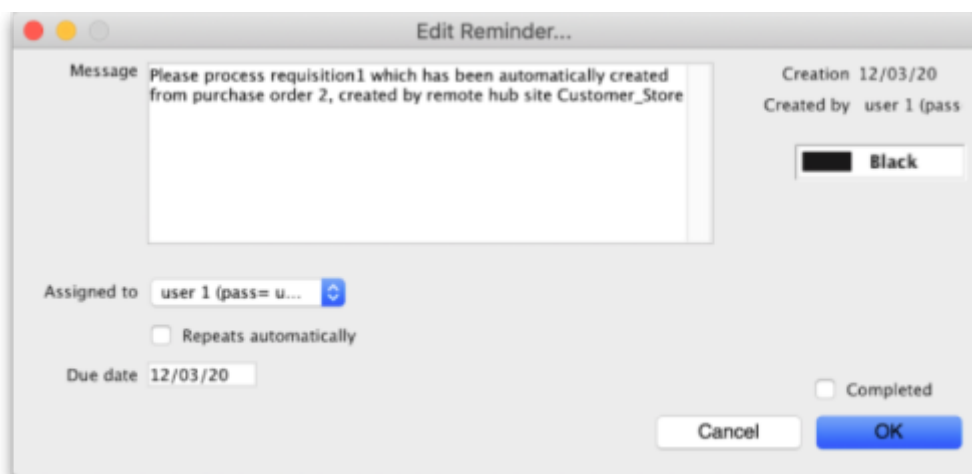 Edit Reminder...
Message
Please process requisition1 which has been automatically created
from purchase order 2, created by remote hub site Customer_Store
Creation 12/03/20
Created by user 1 (pass
Black
Assigned to user 1 (pass= u...
Repeats automatically
Due date 12/03/20
Completed
Cancel
OK